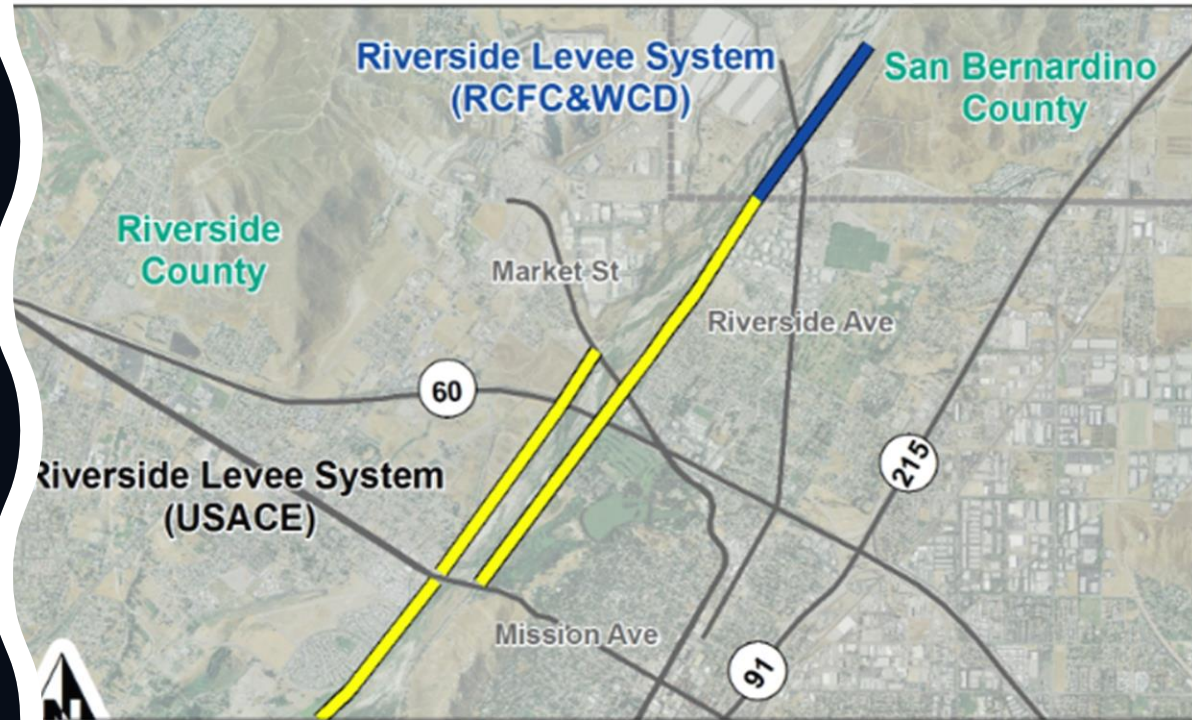 Riverside Levee System
(RCFC&WCD)
San Bernardino
County
Riverside
County
Market St
Riverside Ave
60
215
Riverside Levee System
(USACE)
Mission Ave
91
N